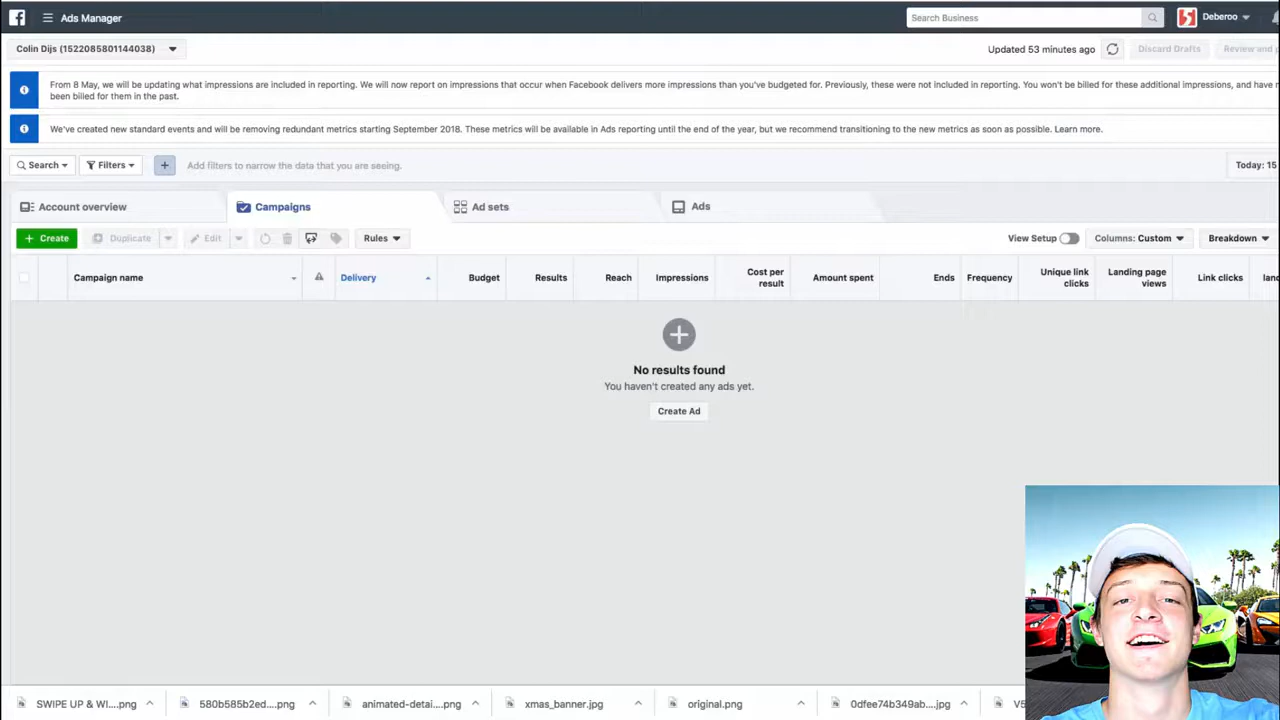 Ads Manager
Search Business
Deberoo
Colin Dijs (1522085801144038)
Updated 53 minutes ago
Discard Drafts
Review and
From 8 May, we will be updating what impressions are included in reporting. We will now report on impressions that occur when Facebook delivers more impressions than you've budgeted for. Previously, these were not included in reporting. You won't be billed for these additional impressions, and have
been billed for them in the past.
We've created new standard events and will be removing redundant metrics starting September 2018. These metrics will be available in Ads reporting until the end of the year, but we recommend transitioning to the new metrics as soon as possible. Learn more.
Search
Filters
Add filters to narrow the data that you are seeing.
Today: 15
Account overview
Campaigns
Ad sets
Ads
+ Create
Duplicate
Edit
Rules
View Setup
Columns: Custom
Breakdown
Campaign name
Delivery
Budget
Results
Reach
Impressions
Cost per
result
Amount spent
Ends
Frequency
Unique link
clicks
Landing page
views
Link clicks
No results found
You haven't created any ads yet.
Create Ad
SWIPE UP & WI....png
580b585b2ed....png
animated-detai....png
xmas_banner.jpg
original.png
0dfee74b349ab....jpg